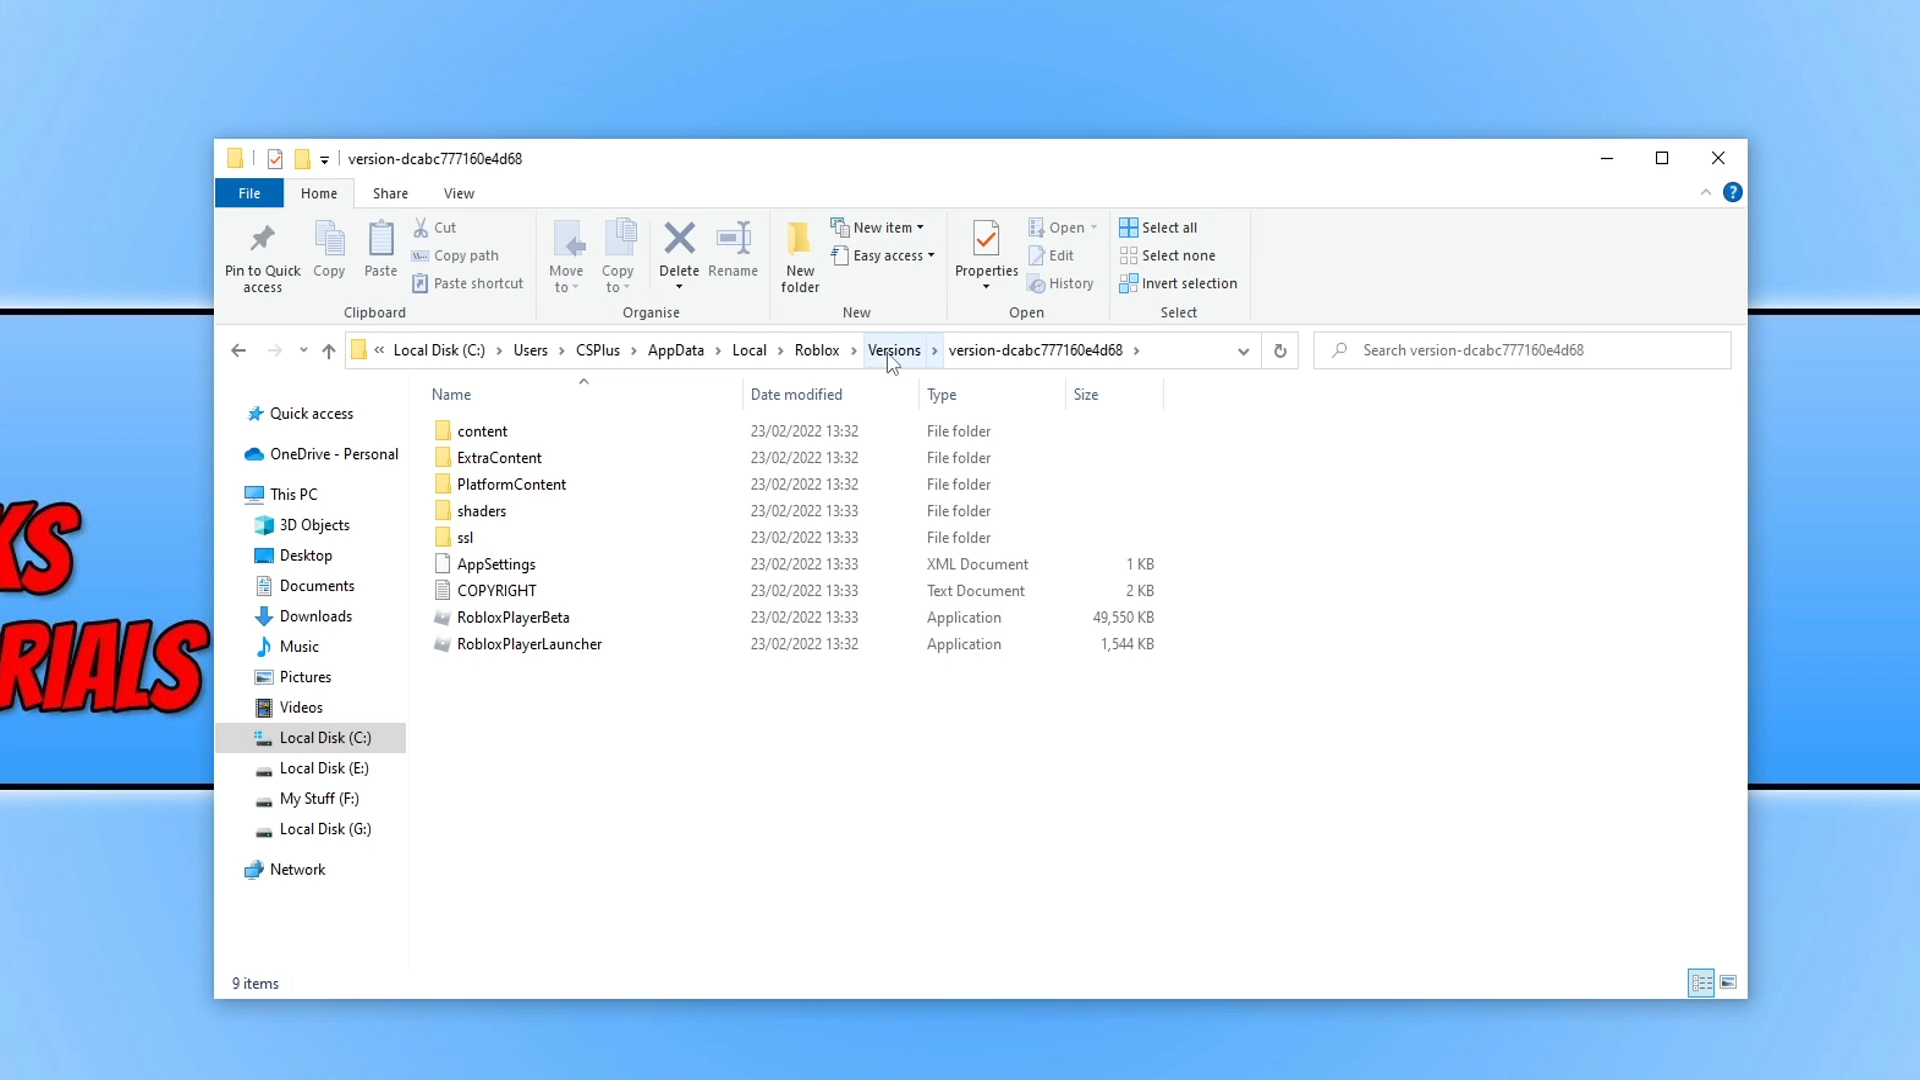 version-dcabc777160e4d68
File Home Share View
Pin to Quick access
Copy
Paste
Cut
Copy path
Paste shortcut
Clipboard
Move to
Copy to
Delete
Rename
Organise
New folder
New item
Easy access
New
Properties
Open
Edit
History
Open
Select all
Select none
Invert selection
Select
« Local Disk (C:) › Users › CSPlus › AppData › Local › Roblox › Versions › version-dcabc777160e4d68 ›
Search version-dcabc777160e4d68
Quick access
OneDrive - Personal
This PC
3D Objects
Desktop
Documents
Downloads
Music
Pictures
Videos
Local Disk (C:)
Local Disk (E:)
My Stuff (F:)
Local Disk (G:)
Network
Name Date modified Type Size
content 23/02/2022 13:32 File folder
ExtraContent 23/02/2022 13:32 File folder
PlatformContent 23/02/2022 13:32 File folder
shaders 23/02/2022 13:33 File folder
ssl 23/02/2022 13:33 File folder
AppSettings 23/02/2022 13:33 XML Document 1 KB
COPYRIGHT 23/02/2022 13:33 Text Document 2 KB
RobloxPlayerBeta 23/02/2022 13:33 Application 49,550 KB
RobloxPlayerLauncher 23/02/2022 13:32 Application 1,544 KB
9 items
KS
RIALS